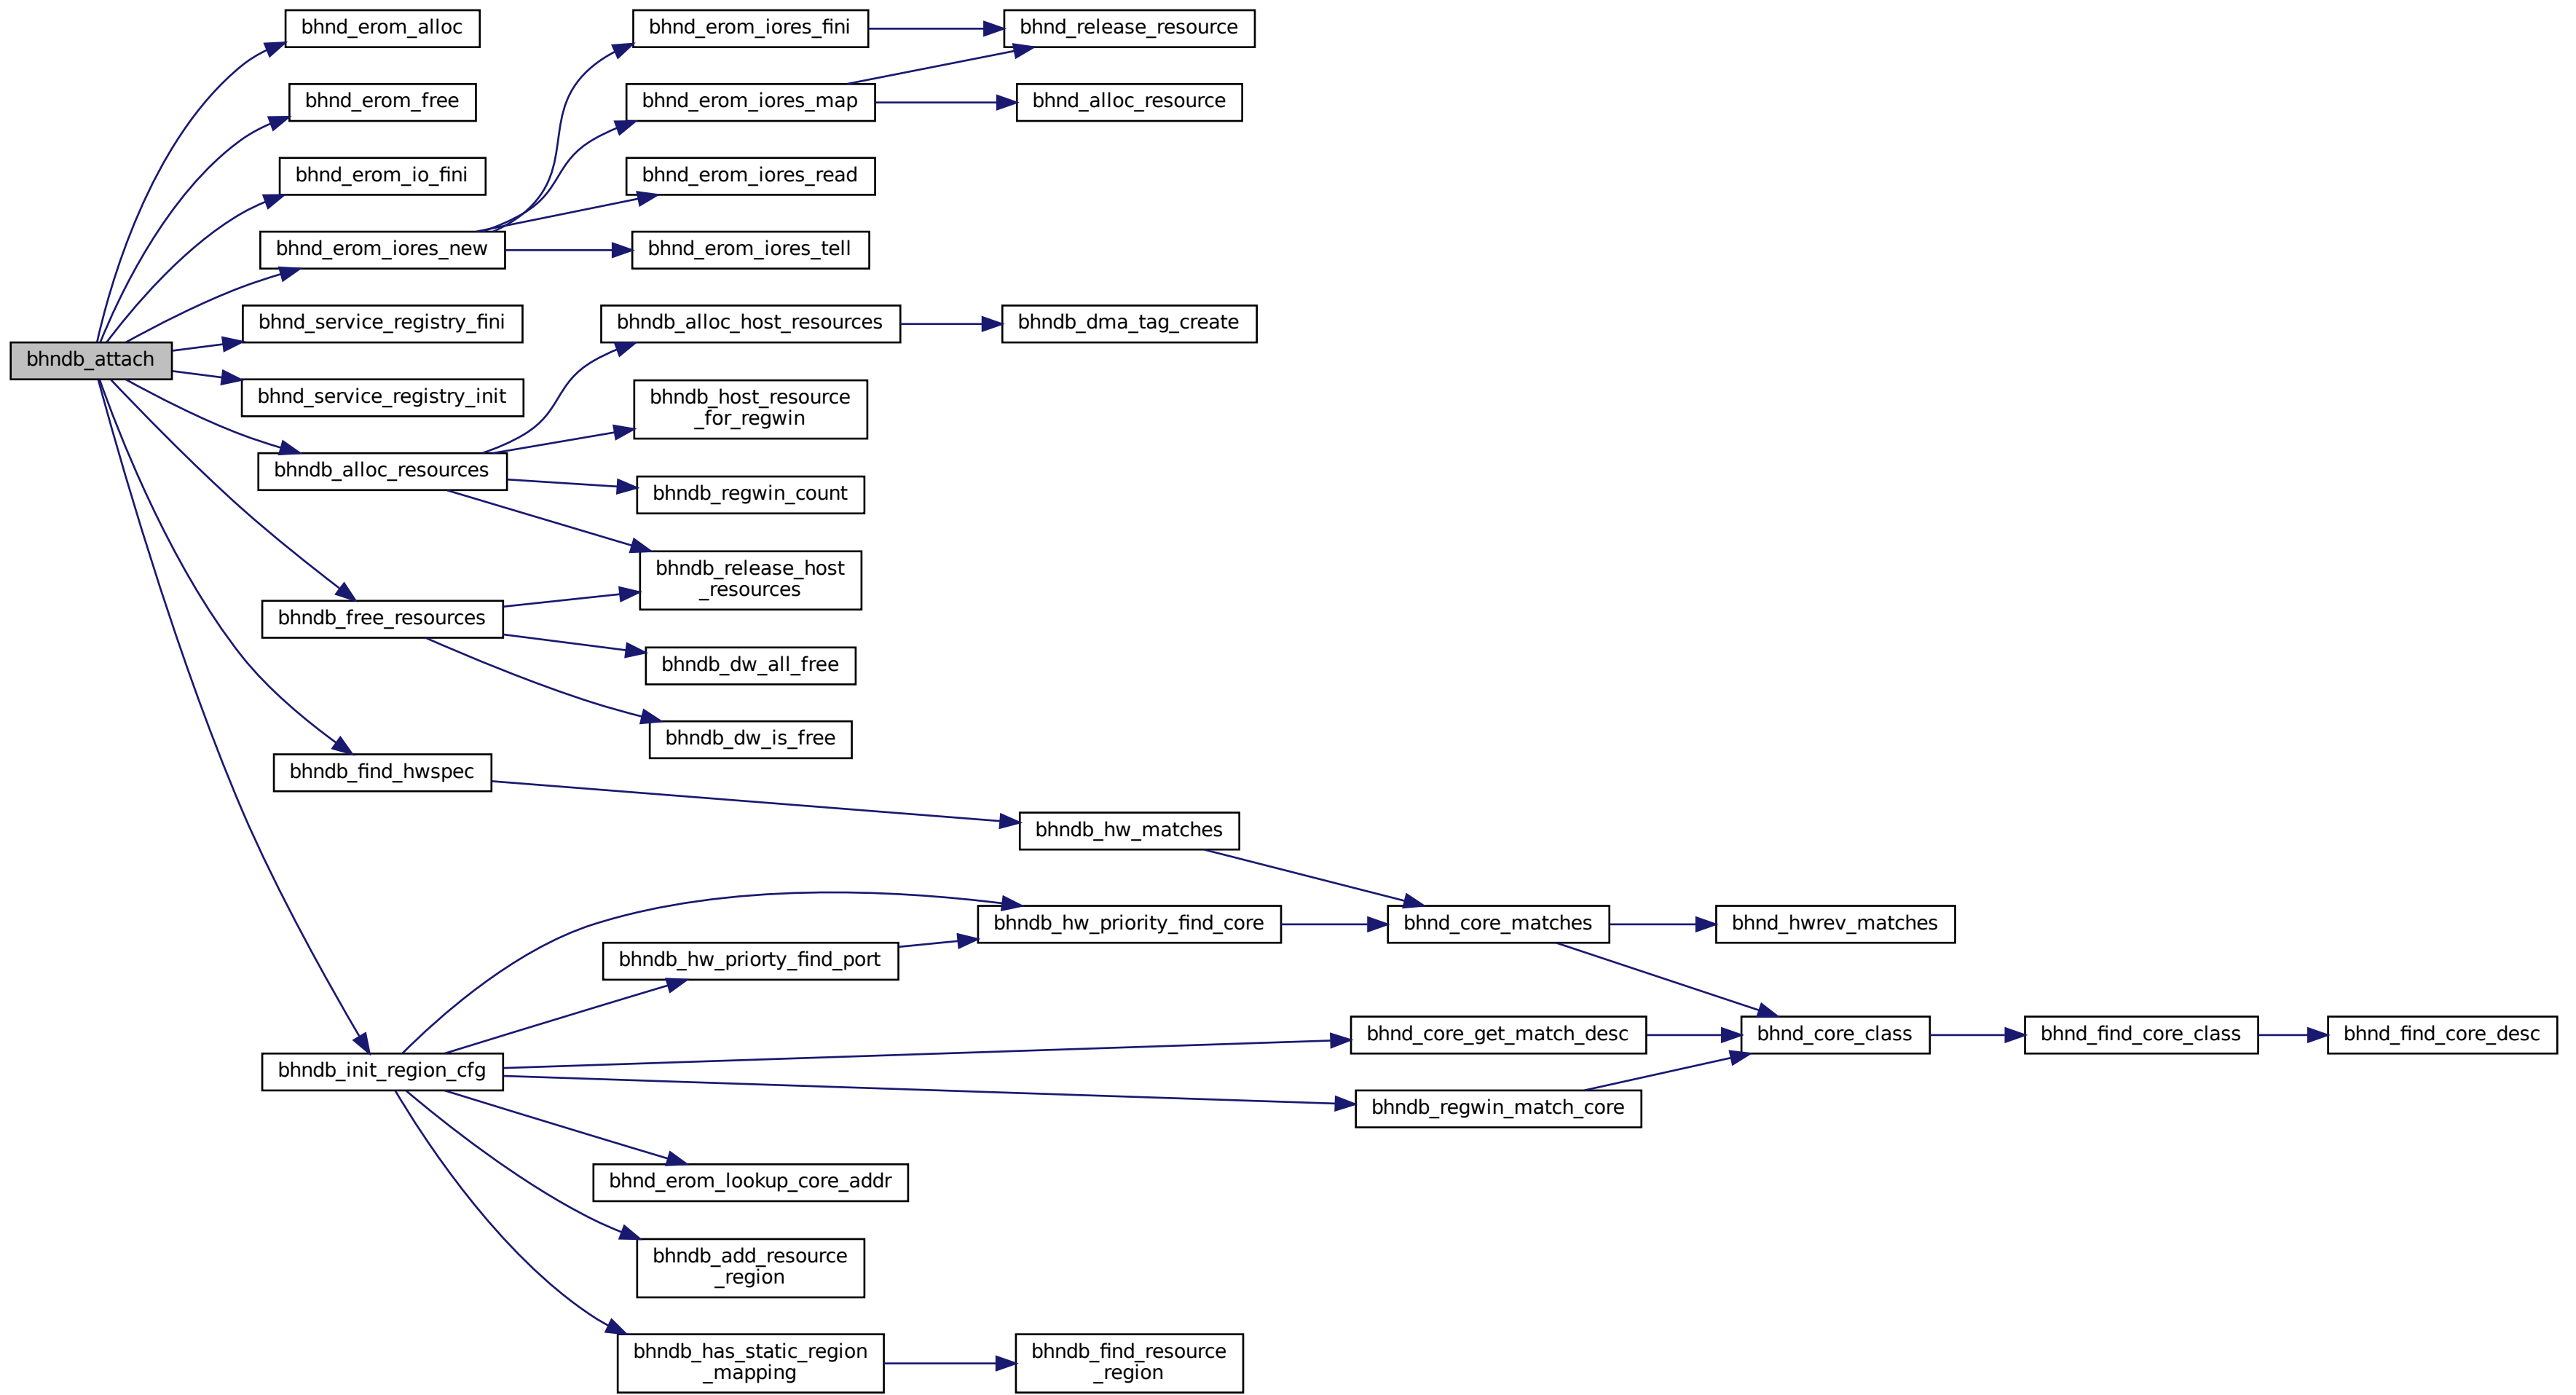 bhnd_erom_alloc
bhnd_erom_iores_fini
bhnd_release_resource
bhnd_erom_free
bhnd_erom_iores_map
bhnd_alloc_resource
bhnd_erom_io_fini
bhnd_erom_iores_read
bhnd_erom_iores_new
bhnd_erom_iores_tell
bhnd_service_registry_fini
bhndb_alloc_host_resources
bhndb_dma_tag_create
bhndb_attach
bhnd_service_registry_init
bhndb_host_resource
_for_regwin
bhndb_alloc_resources
bhndb_regwin_count
bhndb_release_host
_resources
bhndb_free_resources
bhndb_dw_all_free
bhndb_dw_is_free
bhndb_find_hwspec
bhndb_hw_matches
bhndb_hw_priority_find_core
bhnd_core_matches
bhnd_hwrev_matches
bhndb_hw_priorty_find_port
bhnd_core_get_match_desc
bhnd_core_class
bhnd_find_core_class
bhnd_find_core_desc
bhndb_init_region_cfg
bhndb_regwin_match_core
bhnd_erom_lookup_core_addr
bhndb_add_resource
_region
bhndb_has_static_region
_mapping
bhndb_find_resource
_region